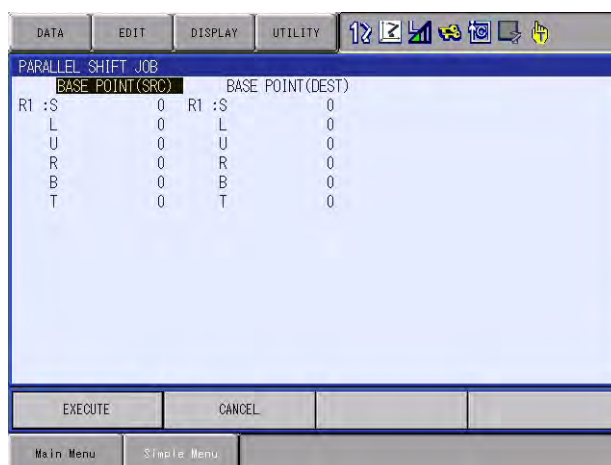 DATA EDIT DISPLAY UTILITY
PARALLEL SHIFT JOB
BASE POINT(SRC) BASE POINT(DEST)
R1 :S 0 R1 :S 0
L 0 L 0
U 0 U 0
R 0 R 0
B 0 B 0
T 0 T 0
EXECUTE CANCEL
Main Menu Simple Menu